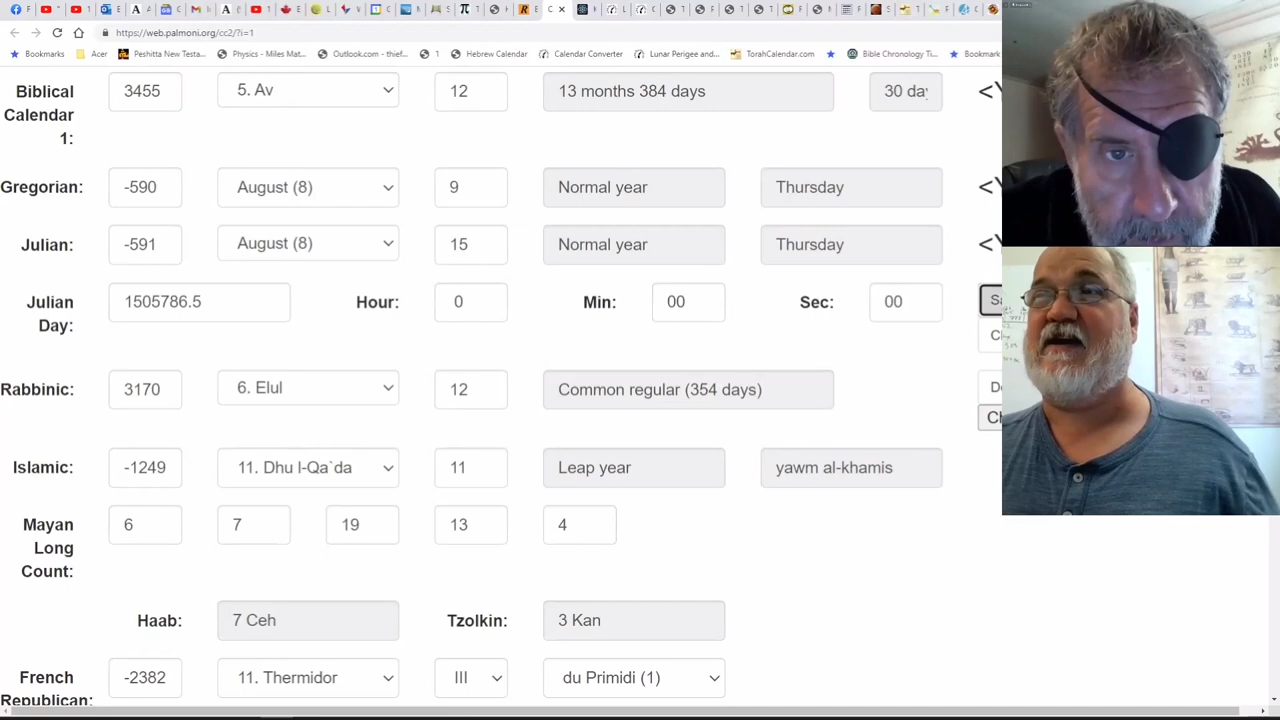 https://web.palmoni.org/cc2/?i=1
Bookmarks Acer Peshitta New Testa... Physics - Miles Mat... Outlook.com - thief... 1 Hebrew Calendar Calendar Converter Lunar Perigee and... TorahCalendar.com Bible Chronology Ti... Bookmark
Biblical Calendar 1: 3455 5. Av 12 13 months 384 days 30 day <Y
Gregorian: -590 August (8) 9 Normal year Thursday <Y
Julian: -591 August (8) 15 Normal year Thursday <Y
Julian Day: 1505786.5 Hour: 0 Min: 00 Sec: 00
Rabbinic: 3170 6. Elul 12 Common regular (354 days)
Islamic: -1249 11. Dhu l-Qa`da 11 Leap year yawm al-khamis
Mayan Long Count: 6 7 19 13 4
Haab: 7 Ceh Tzolkin: 3 Kan
French Republican: -2382 11. Thermidor III du Primidi (1)